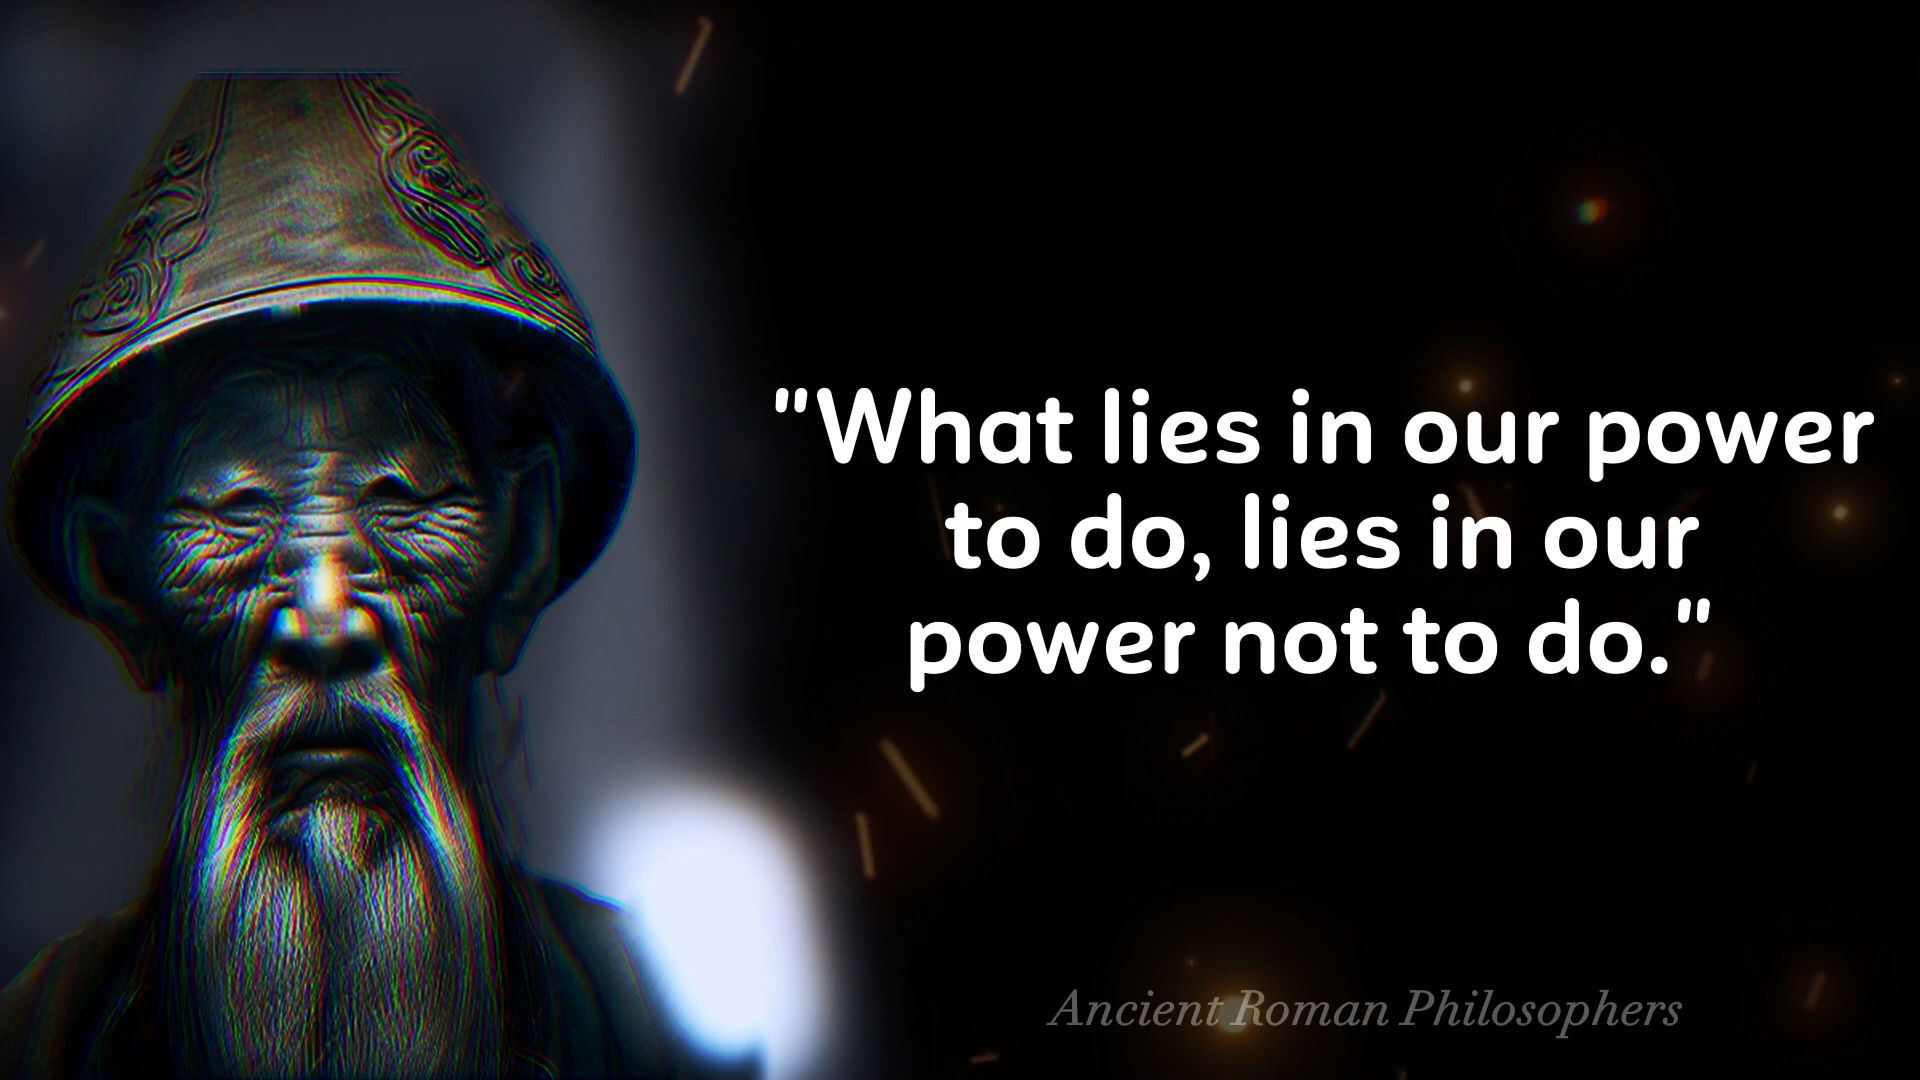 "What lies in our power
to do, lies in our
power not to do."
Ancient Roman Philosophers